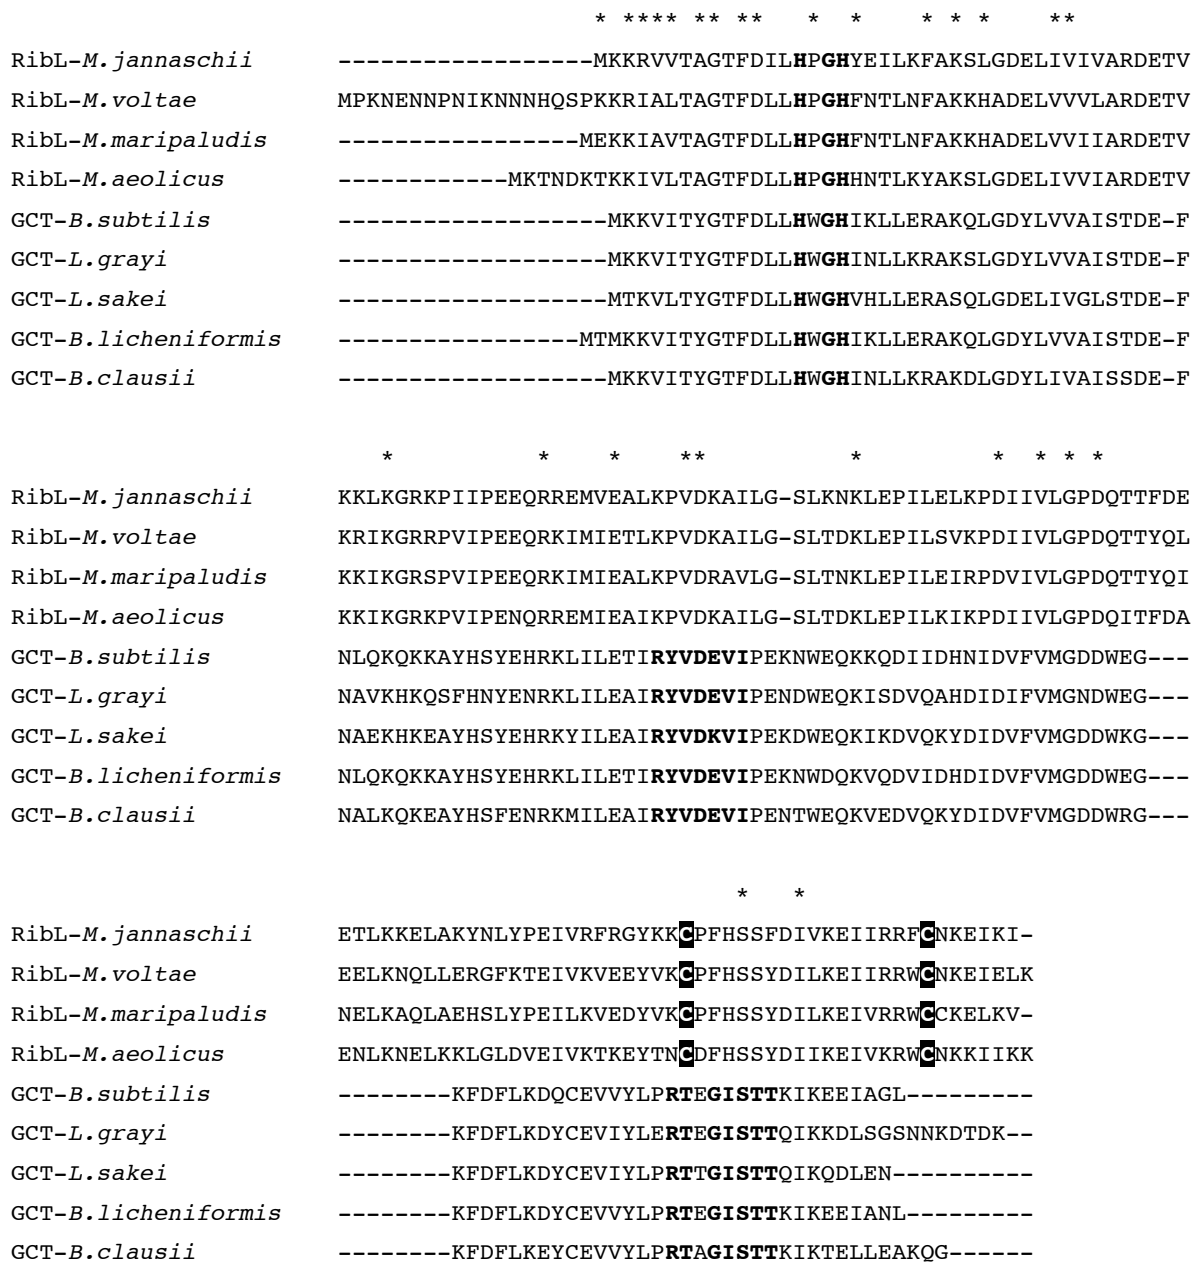 * **** ** ** * * * * * **
RibL-M.jannaschii ------------------MKKRVVTAGTFDILHPGHYEILKFAKSLGDELIVIVARDETV
RibL-M.voltae MPKNENNPNIKNNNHQSPKKRIALTAGTFDLLHPGHFNTLNFAKKHADELVVVLARDETV
RibL-M.maripaludis -----------------MEKKIAVTAGTFDLLHPGHFNTLNFAKKHADELVVIIARDETV
RibL-M.aeolicus ------------MKTNDKTKKIVLTAGTFDLLHPGHHNTLKYAKSLGDELIVVIARDETV
GCT-B.subtilis -------------------MKKVITYGTFDLLHWGHIKLLERAKQLGDYLVVAISTDE-F
GCT-L.grayi -------------------MKKVITYGTFDLLHWGHINLLKRAKSLGDYLVVAISTDE-F
GCT-L.sakei -------------------MTKVLTYGTFDLLHWGHVHLLERASQLGDELIVGLSTDE-F
GCT-B.licheniformis -----------------MTMKKVITYGTFDLLHWGHIKLLERAKQLGDYLVVAISTDE-F
GCT-B.clausii -------------------MKKVITYGTFDLLHWGHINLLKRAKDLGDYLIVAISSDE-F
* * * ** * * * * *
RibL-M.jannaschii KKLKGRKPIIPEEQRREMVEALKPVDKAILG-SLKNKLEPILELKPDIIVLGPDQTTFDE
RibL-M.voltae KRIKGRRPVIPEEQRKIMIETLKPVDKAILG-SLTDKLEPILSVKPDIIVLGPDQTTYQL
RibL-M.maripaludis KKIKGRSPVIPEEQRKIMIEALKPVDRAVLG-SLTNKLEPILEIRPDVIVLGPDQTTYQI
RibL-M.aeolicus KKIKGRKPVIPENQRREMIEAIKPVDKAILG-SLTDKLEPILKIKPDIIVLGPDQITFDA
GCT-B.subtilis NLQKQKKAYHSYEHRKLILETIRYVDEVIPEKNWEQKKQDIIDHNIDVFVMGDDWEG---
GCT-L.grayi NAVKHKQSFHNYENRKLILEAIRYVDEVIPENDWEQKISDVQAHDIDIFVMGNDWEG---
GCT-L.sakei NAEKHKEAYHSYEHRKYILEAIRYVDKVIPEKDWEQKIKDVQKYDIDVFVMGDDWKG---
GCT-B.licheniformis NLQKQKKAYHSYEHRKLILETIRYVDEVIPEKNWDQKVQDVIDHDIDVFVMGDDWEG---
GCT-B.clausii NALKQKEAYHSFENRKMILEAIRYVDEVIPENTWEQKVEDVQKYDIDVFVMGDDWRG---
* *
RibL-M.jannaschii ETLKKELAKYNLYPEIVRFRGYKKCPFHSSFDIVKEIIRRFCNKEIKI-
RibL-M.voltae EELKNQLLERGFKTEIVKVEEYVKCPFHSSYDILKEIIRRWCNKEIELK
RibL-M.maripaludis NELKAQLAEHSLYPEILKVEDYVKCPFHSSYDILKEIVRRWCCKELKV-
RibL-M.aeolicus ENLKNELKKLGLDVEIVKTKEYTNCDFHSSYDIIKEIVKRWCNKKIIKK
GCT-B.subtilis --------KFDFLKDQCEVVYLPRTEGISTTKIKEEIAGL---------
GCT-L.grayi --------KFDFLKDYCEVIYLERTEGISTTQIKKDLSGSNNKDTDK--
GCT-L.sakei --------KFDFLKDYCEVIYLPRTTGISTTQIKQDLEN----------
GCT-B.licheniformis --------KFDFLKDYCEVVYLPRTEGISTTKIKEEIANL---------
GCT-B.clausii --------KFDFLKEYCEVVYLPRTAGISTTKIKTELLEAKQG------